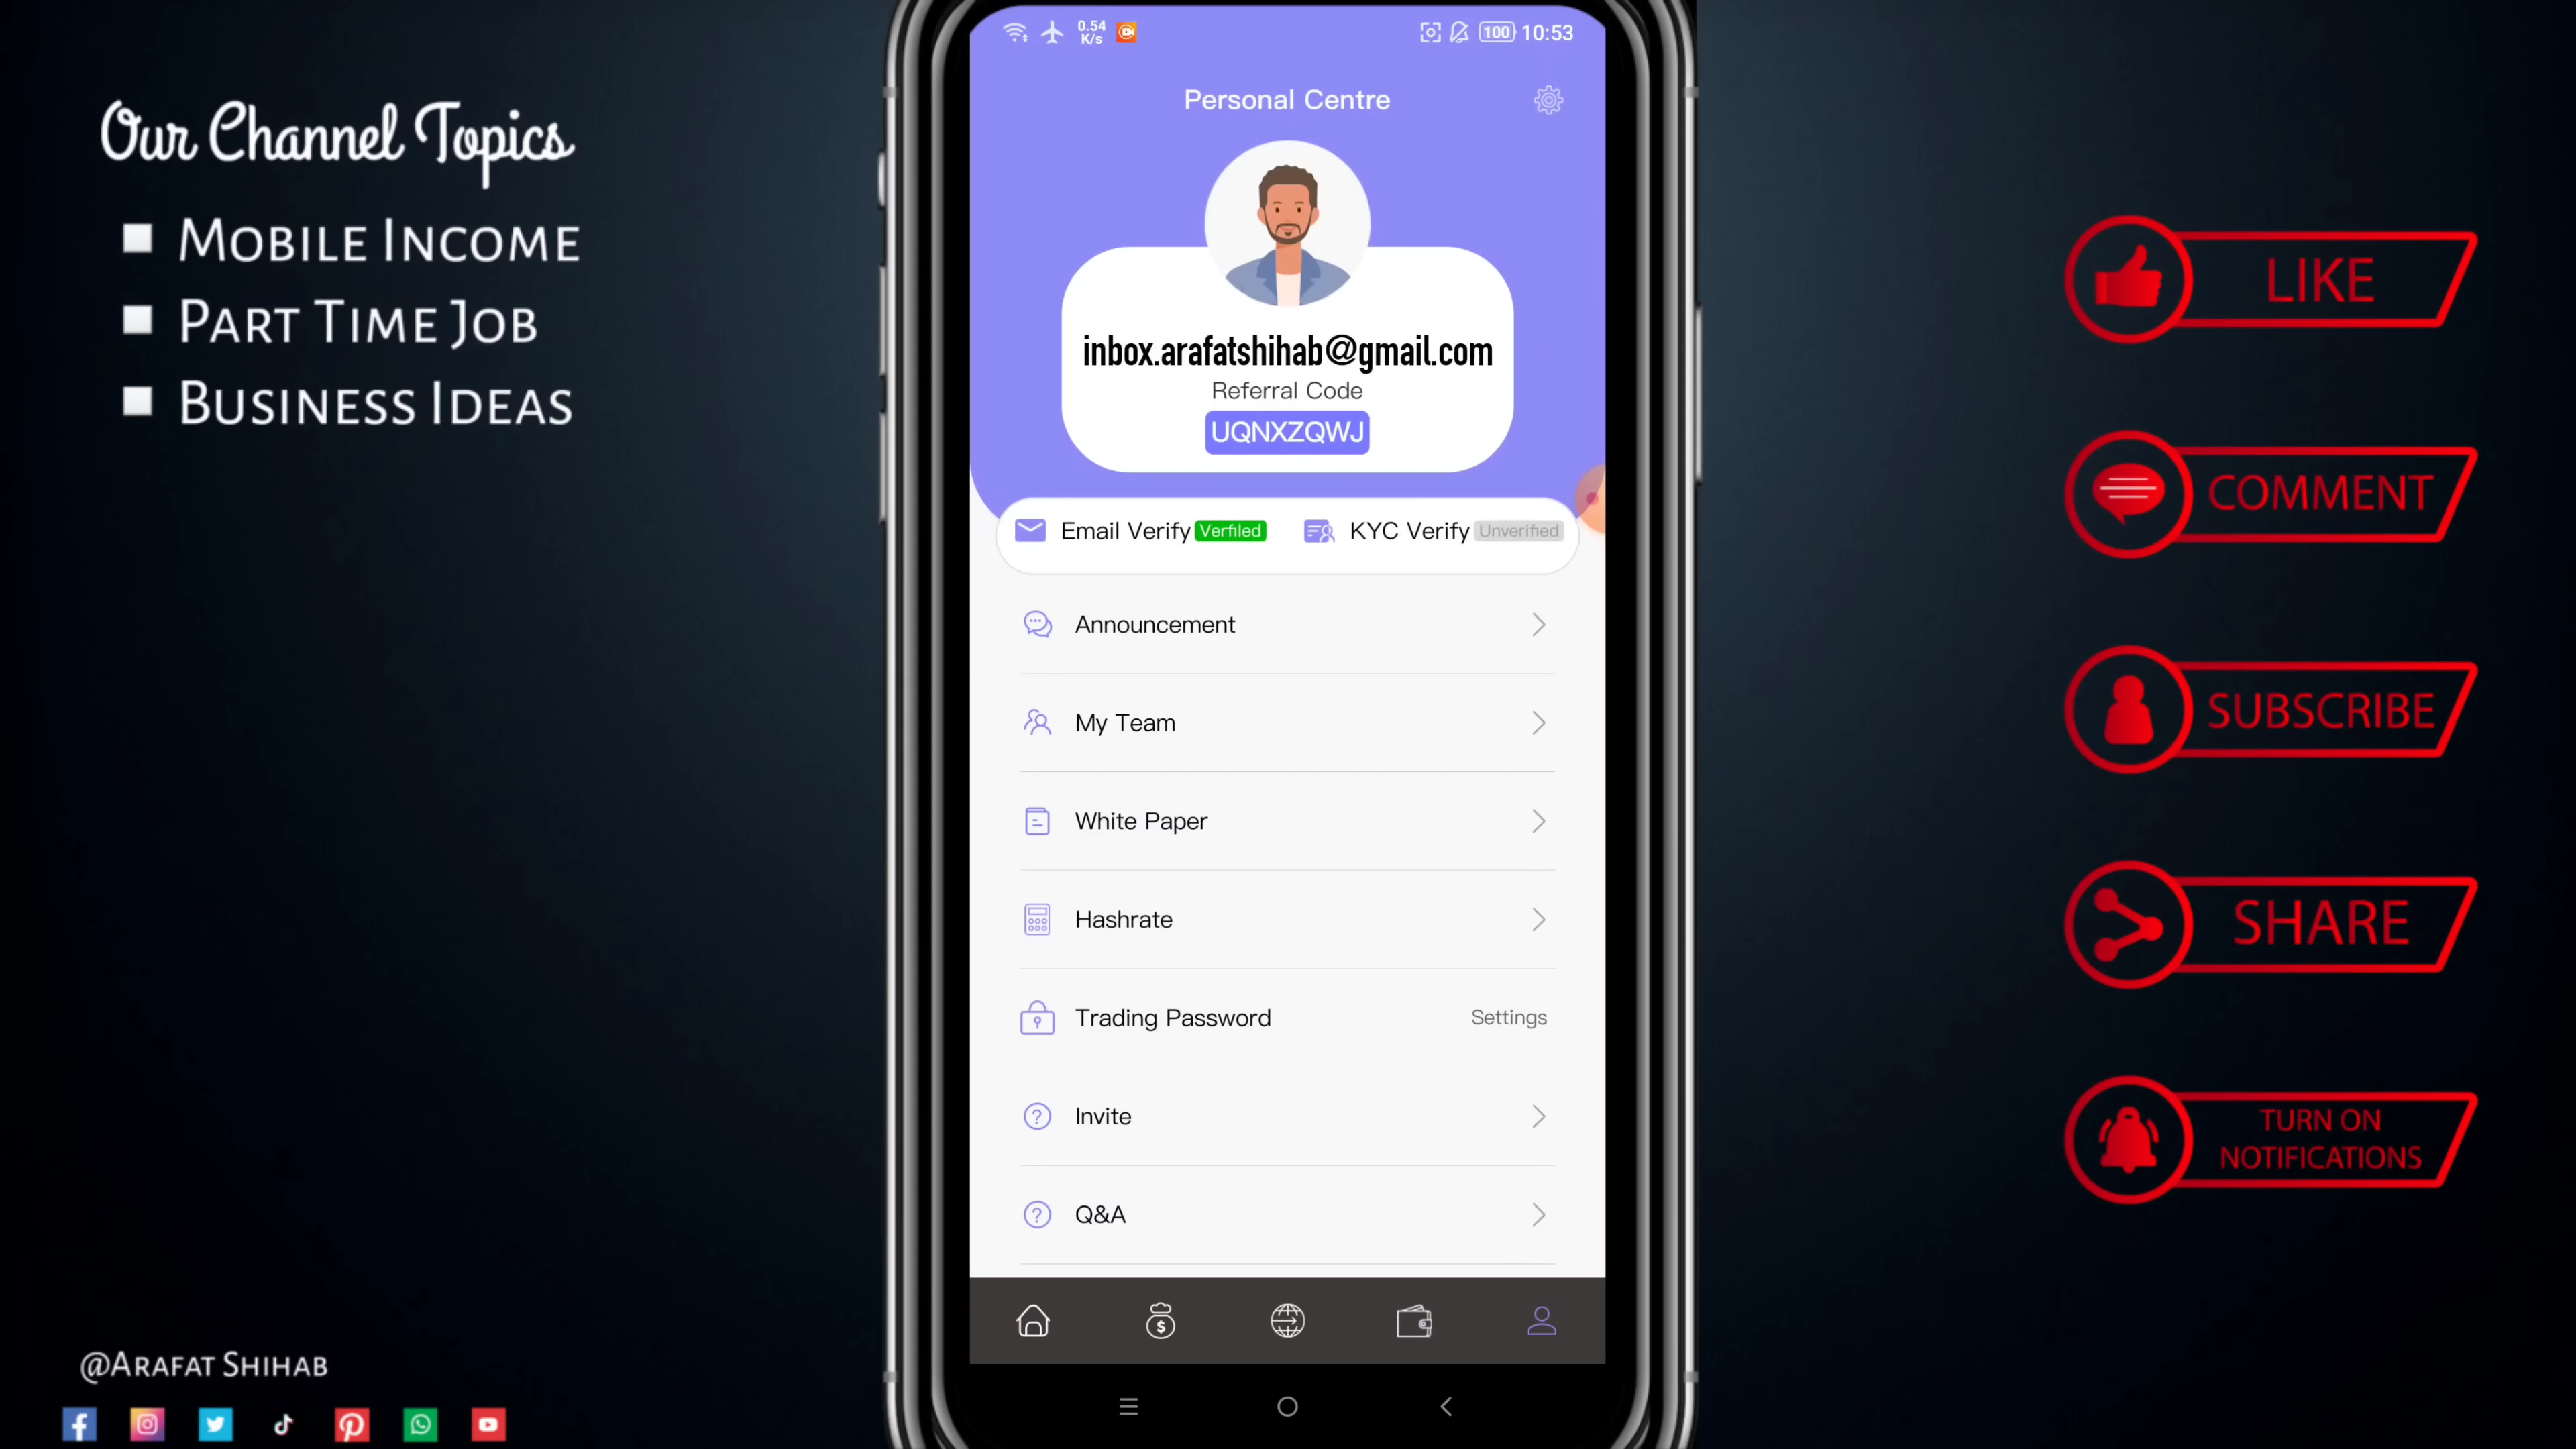 Our Channel Topics
Mobile Income
Part Time Job
Business Ideas
@Arafat Shihab
0.54
K/s
100
10:53
Personal Centre
inbox.arafatshihab@gmail.com
Referral Code
UQNXZQWJ
Email Verify Verfiled KYC Verify Unverified
Announcement
My Team
White Paper
Hashrate
Trading Password Settings
Invite
Q&A
LIKE
COMMENT
SUBSCRIBE
SHARE
TURN ON
NOTIFICATIONS